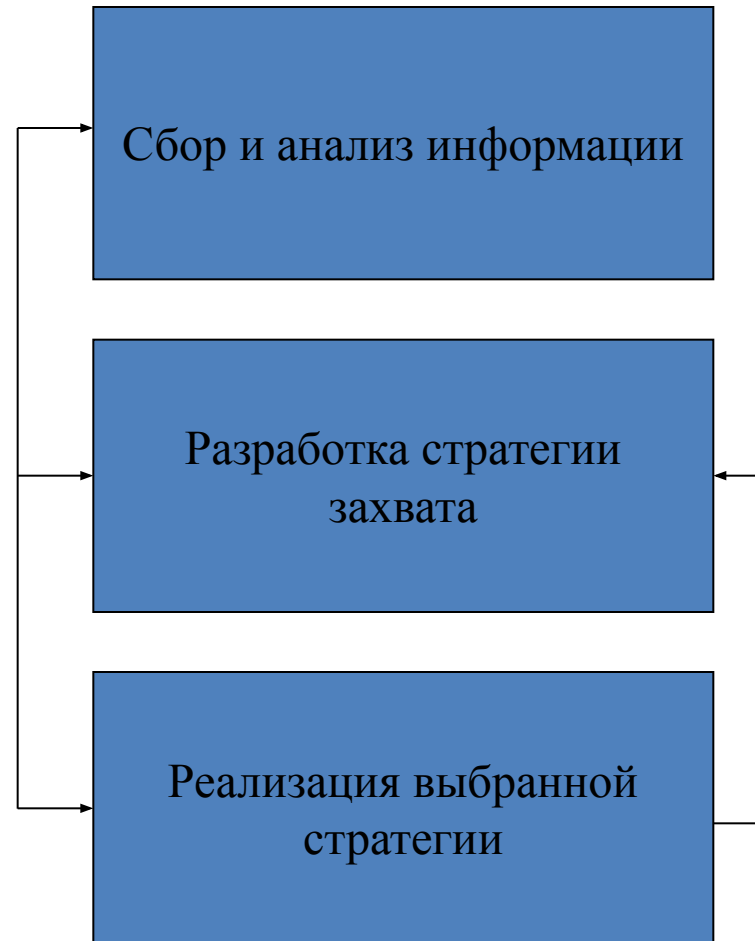 Сбор и анализ информации
Разработка стратегии
захвата
Реализация выбранной
стратегии